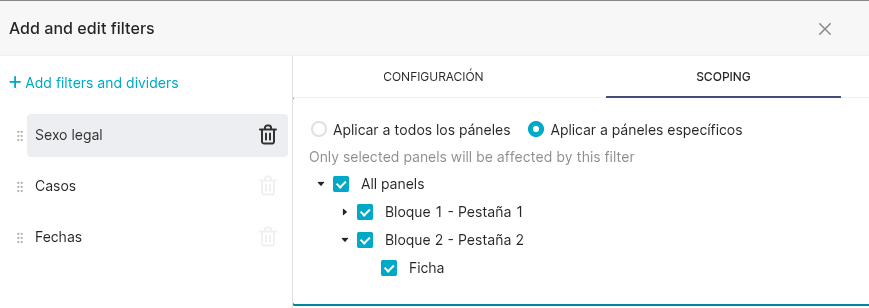 Add and edit filters
+ Add filters and dividers
Sexo legal
Casos
Fechas
CONFIGURACIÓN
SCOPING
Aplicar a todos los páneles
Aplicar a páneles específicos
Only selected panels will be affected by this filter
All panels
Bloque 1 - Pestaña 1
Bloque 2 - Pestaña 2
Ficha